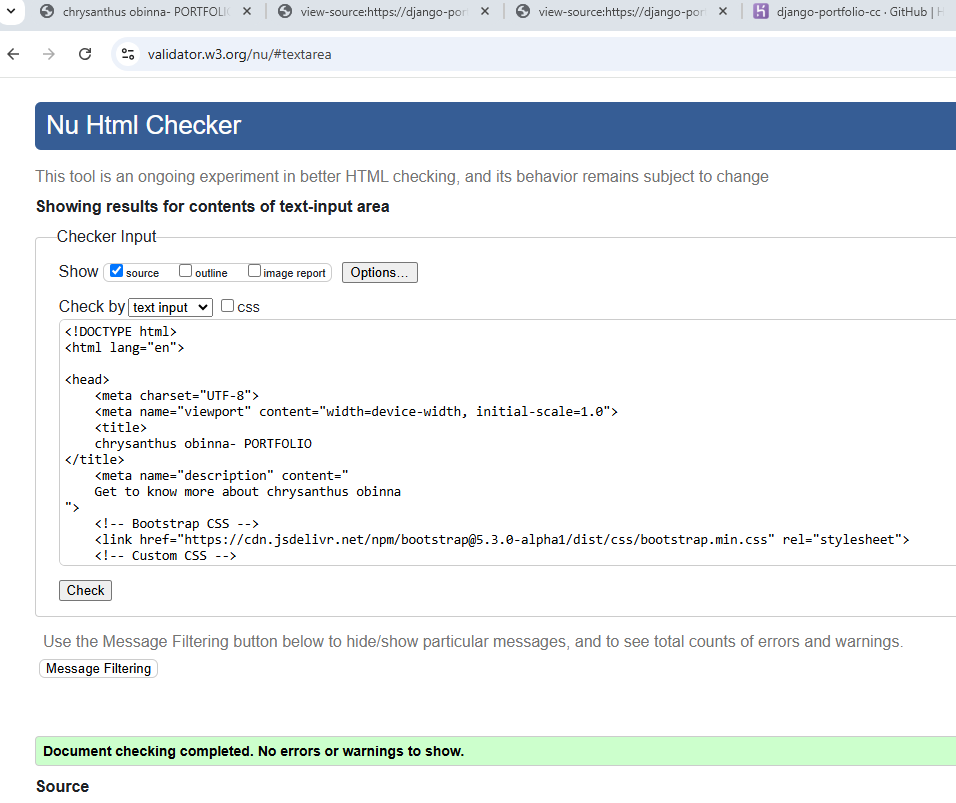 chrysanthus obinna- PORTFOLIO
view-source:https://django-por
view-source:https://django-por
django-portfolio-cc · GitHub | H
validator.w3.org/nu/#textarea
Nu Html Checker
This tool is an ongoing experiment in better HTML checking, and its behavior remains subject to change
Showing results for contents of text-input area
Checker Input
Show source outline image report Options...
Check by text input css
<!DOCTYPE html>
<html lang="en">
<head>
<meta charset="UTF-8">
<meta name="viewport" content="width=device-width, initial-scale=1.0">
<title>
chrysanthus obinna- PORTFOLIO
</title>
<meta name="description" content="
Get to know more about chrysanthus obinna
">
<!-- Bootstrap CSS -->
<link href="https://cdn.jsdelivr.net/npm/bootstrap@5.3.0-alpha1/dist/css/bootstrap.min.css" rel="stylesheet">
<!-- Custom CSS -->
Check
Use the Message Filtering button below to hide/show particular messages, and to see total counts of errors and warnings.
Message Filtering
Document checking completed. No errors or warnings to show.
Source